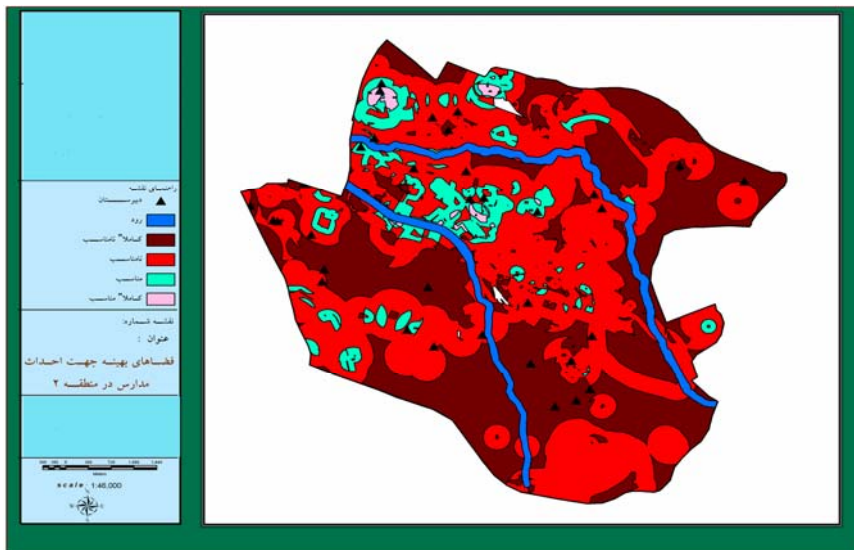 راهنمای نقشه
دبیرستان
رود
کاملا" نامناسب
نامناسب
مناسب
کاملا" مناسب
نقشه شماره:
عنوان :
فضاهای بهینه جهت احداث
مدارس در منطقه ۲
scale 1:46,000